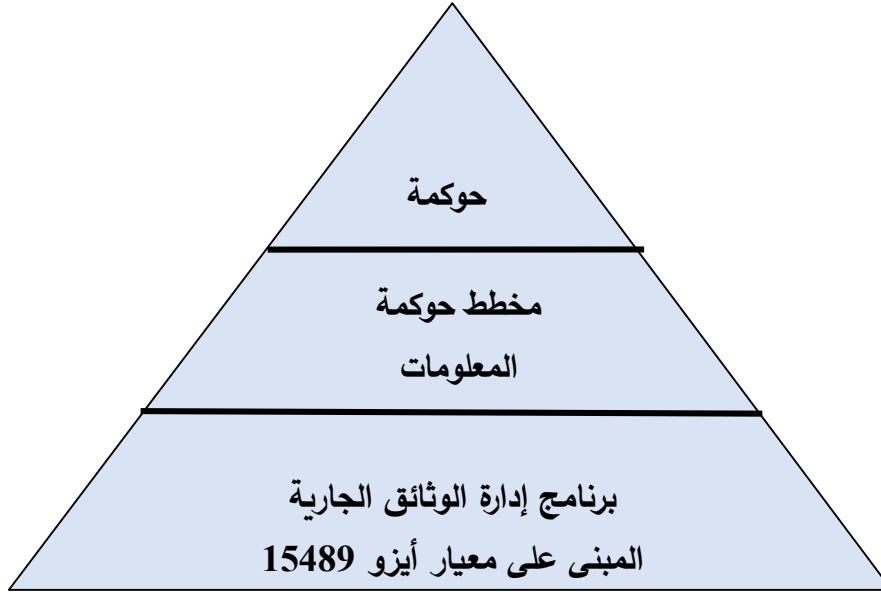 حوكمة
مخطط حوكمة
المعلومات
برنامج إدارة الوثائق الجارية
المبنى على معيار أيزو 15489